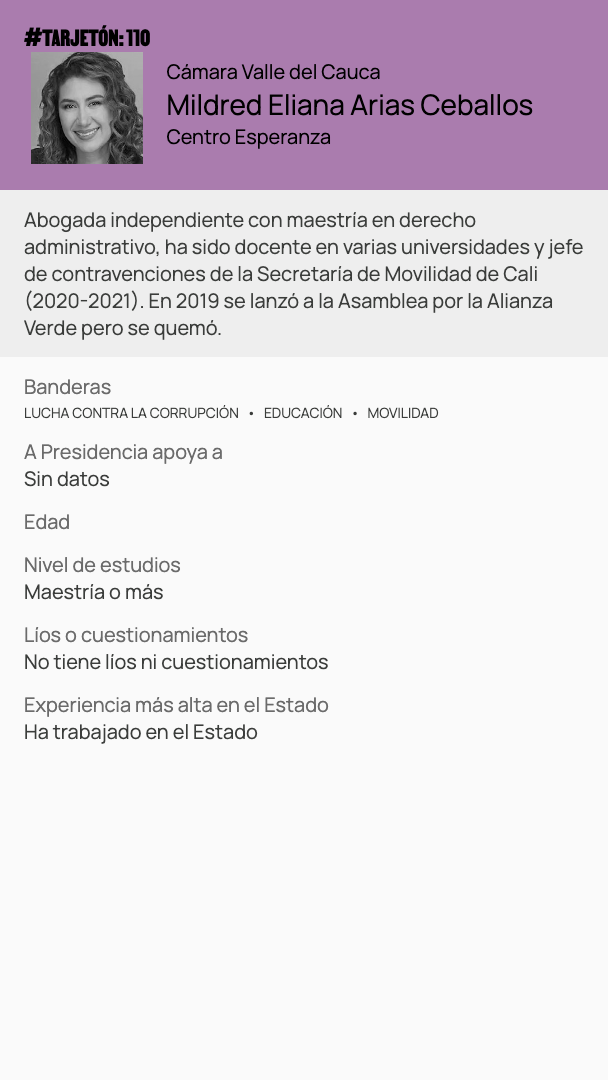 #TARJETÓN: 110
Cámara Valle del Cauca
Mildred Eliana Arias Ceballos
Centro Esperanza
Abogada independiente con maestría en derecho
administrativo, ha sido docente en varias universidades y jefe
de contravenciones de la Secretaría de Movilidad de Cali
(2020-2021). En 2019 se lanzó a la Asamblea por la Alianza
Verde pero se quemó.
Banderas
LUCHA CONTRA LA CORRUPCIÓN • EDUCACIÓN • MOVILIDAD
A Presidencia apoya a
Sin datos
Edad
Nivel de estudios
Maestría o más
Líos o cuestionamientos
No tiene líos ni cuestionamientos
Experiencia más alta en el Estado
Ha trabajado en el Estado